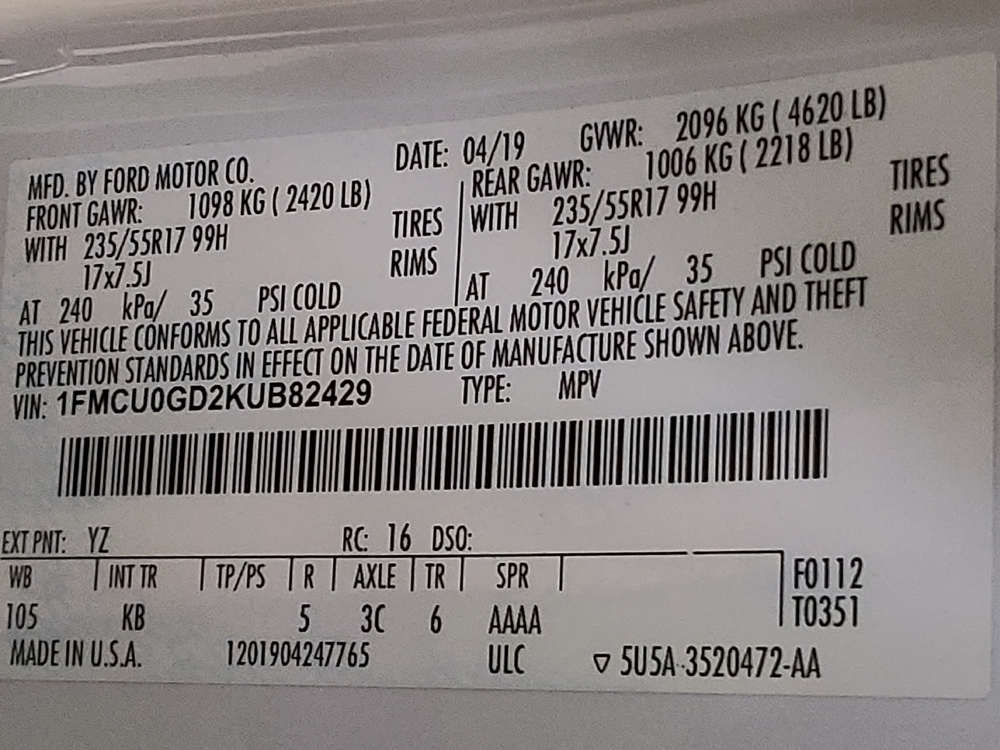 MFD. BY FORD MOTOR CO. DATE: 04/19 GVWR: 2096 KG ( 4620 LB)
FRONT GAWR: 1098 KG ( 2420 LB) REAR GAWR: 1006 KG ( 2218 LB)
WITH 235/55R17 99H TIRES WITH 235/55R17 99H TIRES
17x7.5J RIMS 17x7.5J RIMS
AT 240 kPa/ 35 PSI COLD AT 240 kPa/ 35 PSI COLD
THIS VEHICLE CONFORMS TO ALL APPLICABLE FEDERAL MOTOR VEHICLE SAFETY AND THEFT
PREVENTION STANDARDS IN EFFECT ON THE DATE OF MANUFACTURE SHOWN ABOVE.
VIN: 1FMCU0GD2KUB82429 TYPE: MPV
EXT PNT: YZ RC: 16 DSO:
WB INT TR TP/PS R AXLE TR SPR F0112
105 KB 5 3C 6 AAAA T0351
MADE IN U.S.A. 1201904247765 ULC ▽ 5U5A-3520472-AA